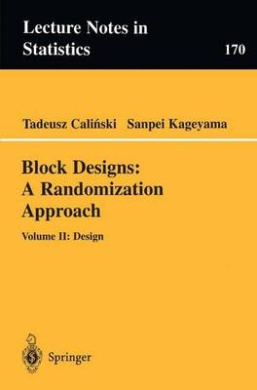 Lecture Notes in
Statistics
170
Tadeusz Caliński Sanpei Kageyama
Block Designs:
A Randomization
Approach
Volume II: Design
Springer